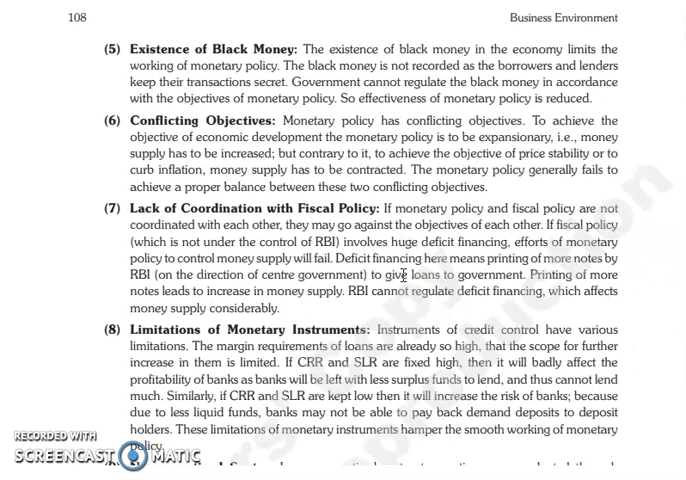 108
Business Environment
(5) Existence of Black Money: The existence of black money in the economy limits the
working of monetary policy. The black money is not recorded as the borrowers and lenders
keep their transactions secret. Government cannot regulate the black money in accordance
with the objectives of monetary policy. So effectiveness of monetary policy is reduced.
(6) Conflicting Objectives: Monetary policy has conflicting objectives. To achieve the
objective of economic development the monetary policy is to be expansionary, i.e., money
supply has to be increased; but contrary to it, to achieve the objective of price stability or to
curb inflation, money supply has to be contracted. The monetary policy generally fails to
achieve a proper balance between these two conflicting objectives.
(7) Lack of Coordination with Fiscal Policy: If monetary policy and fiscal policy are not
coordinated with each other, they may go against the objectives of each other. If fiscal policy
(which is not under the control of RBI) involves huge deficit financing, efforts of monetary
policy to control money supply will fail. Deficit financing here means printing of more notes by
RBI (on the direction of centre government) to give loans to government. Printing of more
notes leads to increase in money supply. RBI cannot regulate deficit financing, which affects
money supply considerably.
(8) Limitations of Monetary Instruments: Instruments of credit control have various
limitations. The margin requirements of loans are already so high, that the scope for further
increase in them is limited. If CRR and SLR are fixed high, then it will badly affect the
profitability of banks as banks will be left with less surplus funds to lend, and thus cannot lend
much. Similarly, if CRR and SLR are kept low then it will increase the risk of banks; because
due to less liquid funds, banks may not be able to pay back demand deposits to deposit
holders. These limitations of monetary instruments hamper the smooth working of monetary
policy.
RECORDED WITH
SCREENCAST MATIC